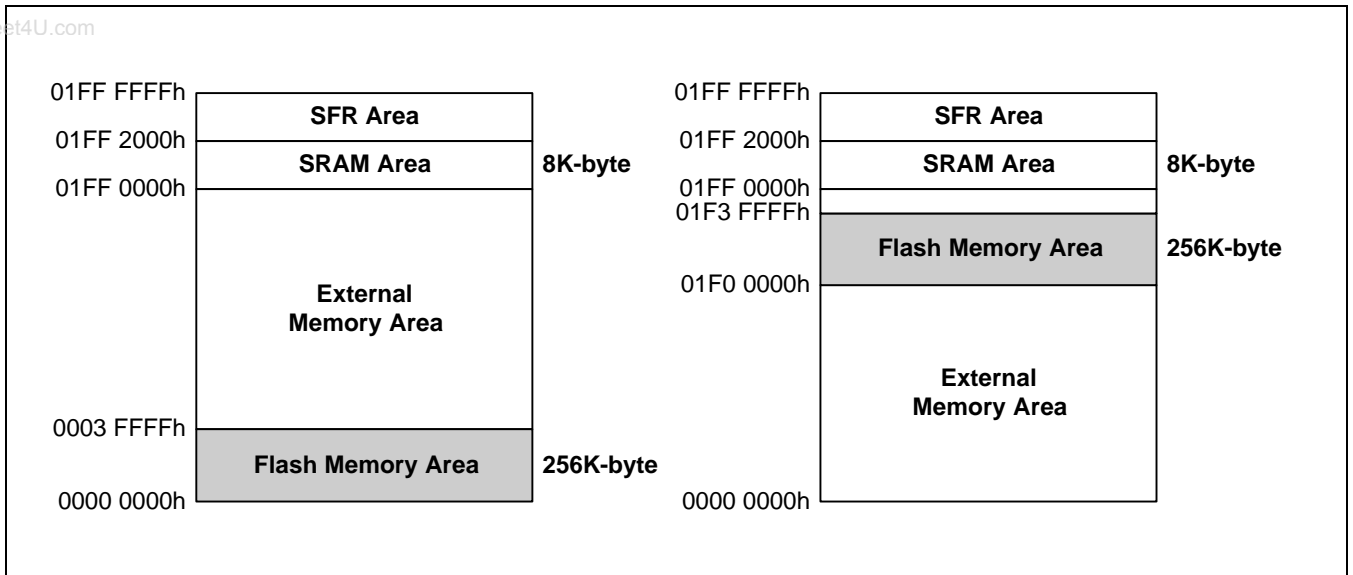 et4U.com
01FF FFFFh
SFR Area
01FF 2000h
SRAM Area
8K-byte
01FF 0000h
External
Memory Area
0003 FFFFh
Flash Memory Area
256K-byte
0000 0000h
01FF FFFFh
SFR Area
01FF 2000h
SRAM Area
8K-byte
01FF 0000h
01F3 FFFFh
Flash Memory Area
256K-byte
01F0 0000h
External
Memory Area
0000 0000h